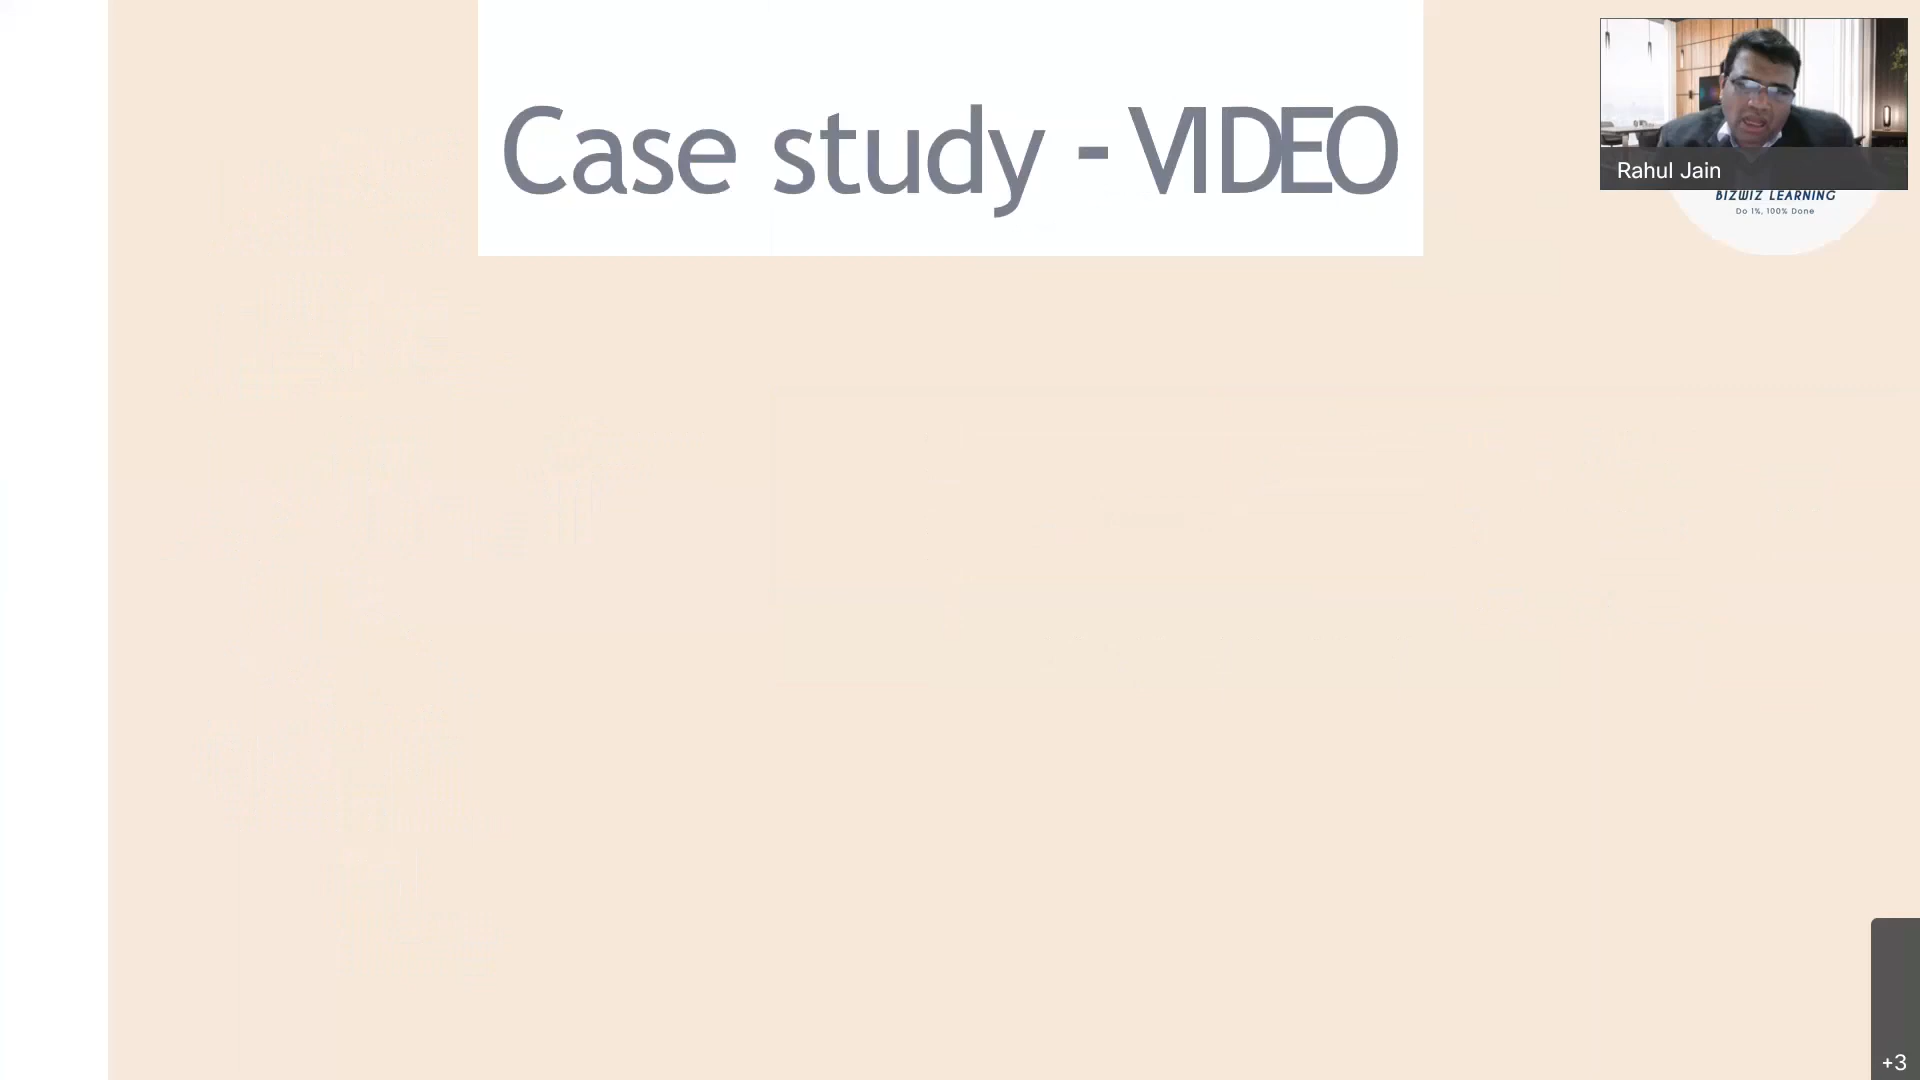 Case study - VIDEO
Rahul Jain
BIZWIZ LEARNING
Do 1%, 100% Done
+3